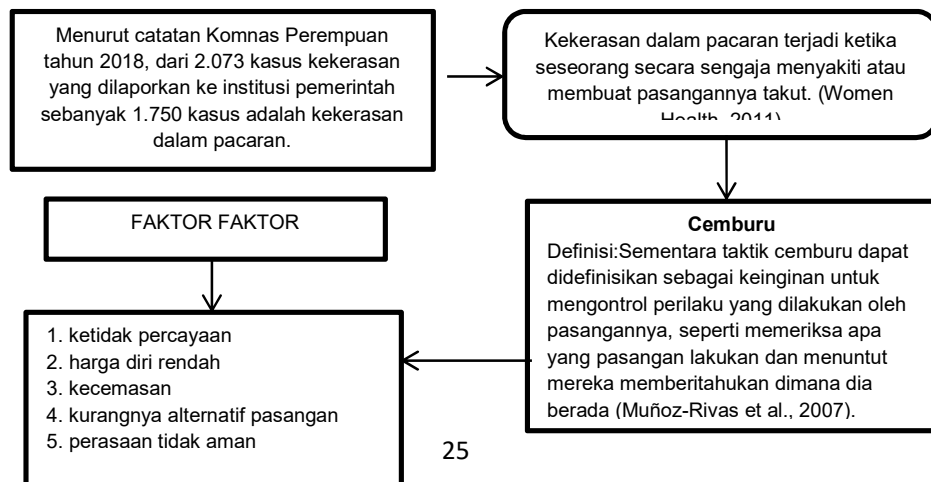 Menurut catatan Komnas Perempuan
tahun 2018, dari 2.073 kasus kekerasan
yang dilaporkan ke institusi pemerintah
sebanyak 1.750 kasus adalah kekerasan
dalam pacaran.
Kekerasan dalam pacaran terjadi ketika
seseorang secara sengaja menyakiti atau
membuat pasangannya takut. (Women
Health, 2011)
FAKTOR FAKTOR
Cemburu
Definisi:Sementara taktik cemburu dapat
didefinisikan sebagai keinginan untuk
mengontrol perilaku yang dilakukan oleh
pasangannya, seperti memeriksa apa
yang pasangan lakukan dan menuntut
mereka memberitahukan dimana dia
berada (Muñoz-Rivas et al., 2007).
1. ketidak percayaan
2. harga diri rendah
3. kecemasan
4. kurangnya alternatif pasangan
5. perasaan tidak aman
25